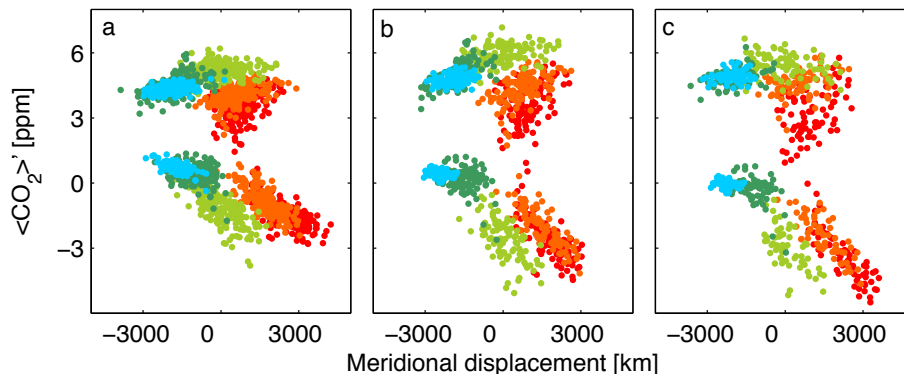 a
b
c
6
3
0
−3
<CO2>' [ppm]
−3000 0 3000
−3000 0 3000
−3000 0 3000
Meridional displacement [km]